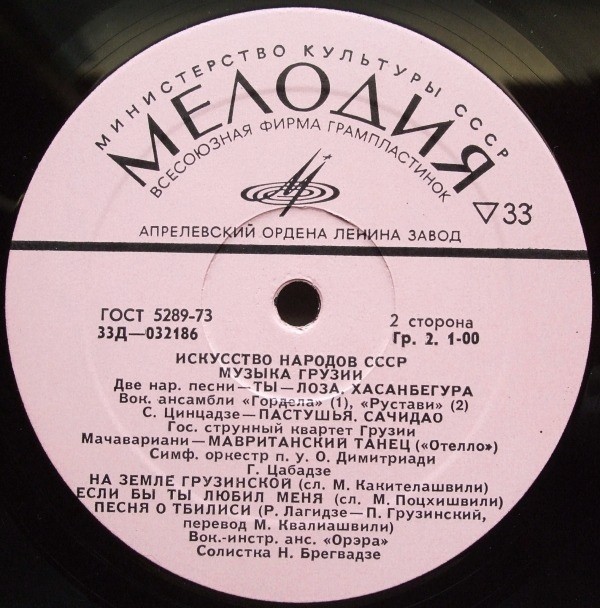 МИНИСТЕРСТВО КУЛЬТУРЫ СССР
МЕЛОДИЯ
ВСЕСОЮЗНАЯ ФИРМА ГРАМПЛАСТИНОК
33
АПРЕЛЕВСКИЙ ОРДЕНА ЛЕНИНА ЗАВОД
ГОСТ 5289-73
33Д—032186
2 сторона
Гр. 2. 1-00
ИСКУССТВО НАРОДОВ СССР
МУЗЫКА ГРУЗИИ
Две нар. песни—ТЫ—ЛОЗА, ХАСАНБЕГУРА
Вок. ансамбли «Гордела» (1), «Рустави» (2)
С. Цинцадзе—ПАСТУШЬЯ, САЧИДАО
Гос. струнный квартет Грузии
Мачавариани—МАВРИТАНСКИЙ ТАНЕЦ («Отелло»)
Симф. оркестр п. у. О. Димитриади
Г. Цабадзе
НА ЗЕМЛЕ ГРУЗИНСКОЙ (сл. М. Какителашвили)
ЕСЛИ БЫ ТЫ ЛЮБИЛ МЕНЯ (сл. М. Поцхишвили)
ПЕСНЯ О ТБИЛИСИ (Р. Лагидзе—П. Грузинский,
перевод М. Квалиашвили)
Вок.-инстр. анс. «Орэра»
Солистка Н. Брегвадзе